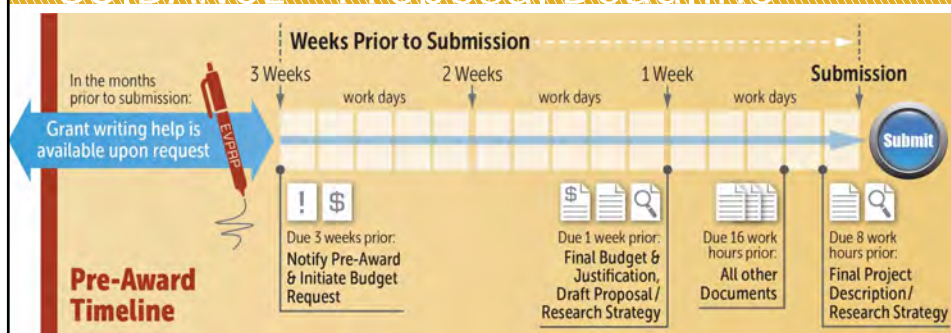 Weeks Prior to Submission
In the months
prior to submission:
3 Weeks
2 Weeks
1 Week
Submission
work days
work days
work days
Grant writing help is
available upon request
EVPRP
Submit
!
$
$
Due 3 weeks prior:
Notify Pre-Award
& Initiate Budget
Request
Due 1 week prior:
Final Budget &
Justification,
Draft Proposal/
Research Strategy
Due 16 work
hours prior:
All other
Documents
Due 8 work
hours prior:
Final Project
Description/
Research Strategy
Pre-Award
Timeline